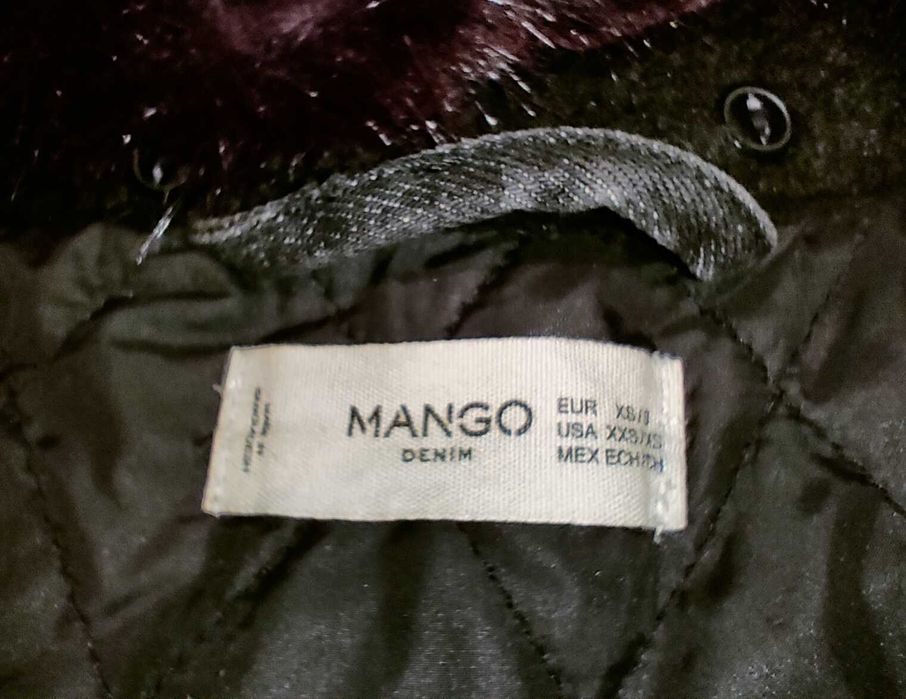 MANGO
DENIM
EUR XS/
USA XXS/XS
MEX ECH/CH